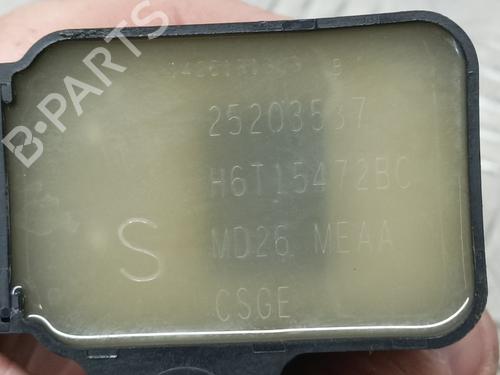 25203537
H6T15472BC
MD26 MEAA
S
CSGE
B-PARTS